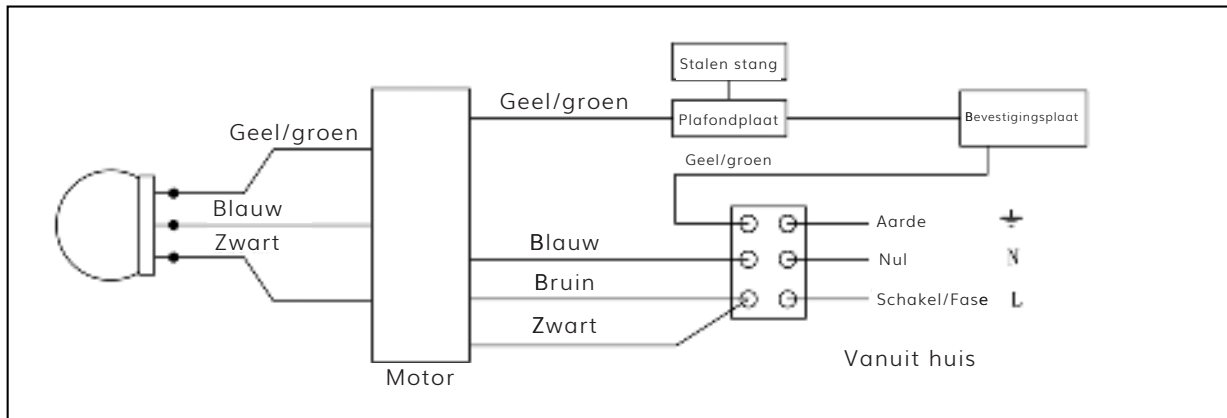 Stalen stang
Geel/groen
Plafondplaat
Bevestigingsplaat
Geel/groen
Geel/groen
Blauw
Zwart
Aarde
Blauw
Nul
N
Bruin
Schakel/Fase
L
Zwart
Vanuit huis
Motor